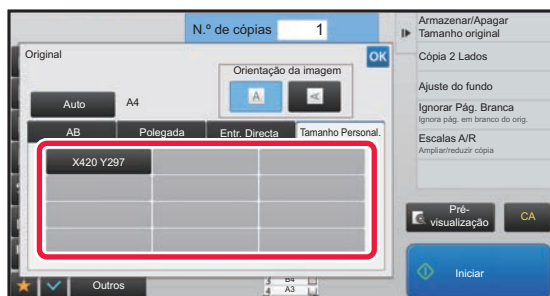 N.º de cópias 1
Original
OK
Orientação da imagem
A
A
Auto A4
AB Polegada Entr. Directa Tamanho Personal.
X420 Y297
Outros
B4
4 A3
Armazenar/Apagar
Tamanho original
Cópia 2 Lados
Ajuste do fundo
Ignorar Pág. Branca
Ignora pág. em branco do orig.
Escalas A/R
Ampliar/reduzir cópia
Pré-
visualização
CA
Iniciar